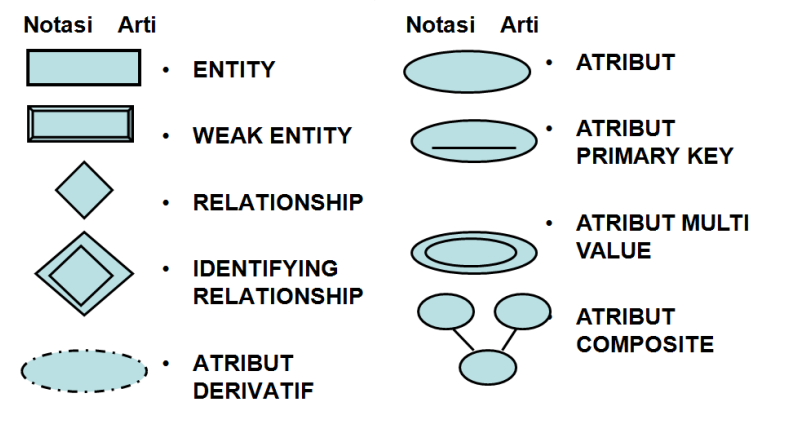 Notasi Arti
• ENTITY
• WEAK ENTITY
• RELATIONSHIP
• IDENTIFYING
RELATIONSHIP
• ATRIBUT
DERIVATIF
Notasi Arti
• ATRIBUT
• ATRIBUT
PRIMARY KEY
• ATRIBUT MULTI
VALUE
• ATRIBUT
COMPOSITE